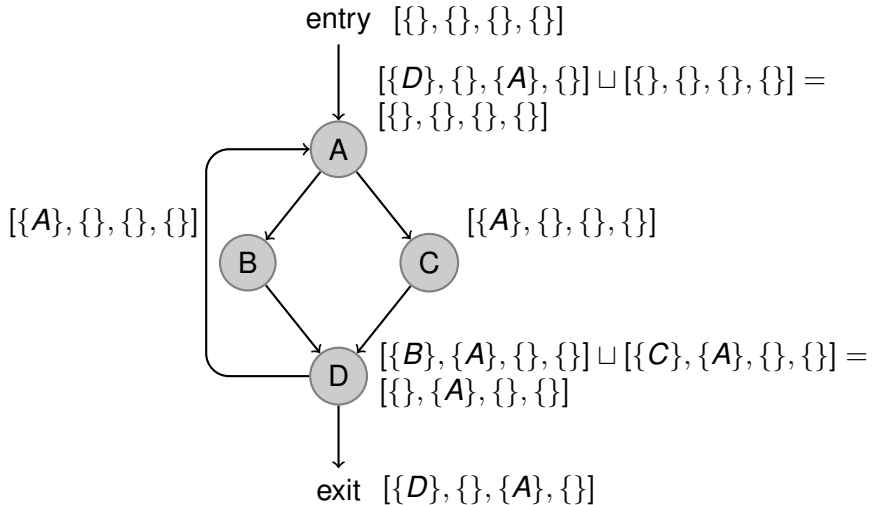 entry [{}, {}, {}, {}]
[{D}, {}, {A}, {}] ⊔ [{}, {}, {}, {}] =
[{}, {}, {}, {}]
A
[{A}, {}, {}, {}]
[{A}, {}, {}, {}]
B
C
[{B}, {A}, {}, {}] ⊔ [{C}, {A}, {}, {}] =
D
[{}, {A}, {}, {}]
exit [{D}, {}, {A}, {}]